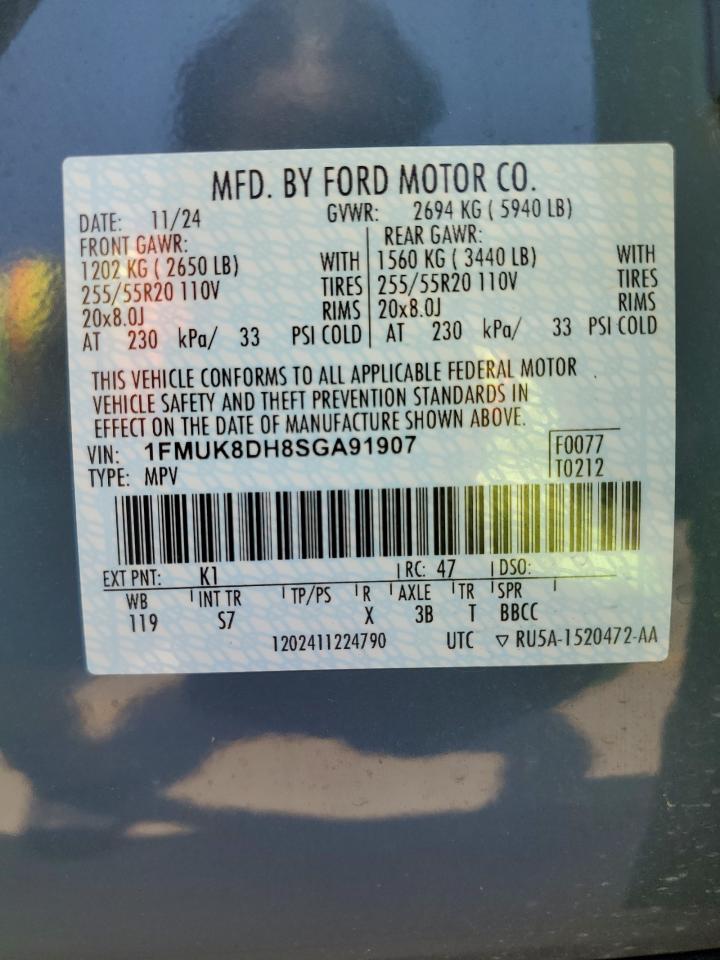 MFD. BY FORD MOTOR CO.
DATE: 11/24 GVWR: 2694 KG ( 5940 LB)
FRONT GAWR: REAR GAWR:
1202 KG ( 2650 LB) WITH 1560 KG ( 3440 LB) WITH
255/55R20 110V TIRES 255/55R20 110V TIRES
20x8.0J RIMS 20x8.0J RIMS
AT 230 kPa/ 33 PSI COLD AT 230 kPa/ 33 PSI COLD
THIS VEHICLE CONFORMS TO ALL APPLICABLE FEDERAL MOTOR
VEHICLE SAFETY AND THEFT PREVENTION STANDARDS IN
EFFECT ON THE DATE OF MANUFACTURE SHOWN ABOVE.
VIN: 1FMUK8DH8SGA91907 F0077
TYPE: MPV T0212
EXT PNT: K1 RC: 47 DSO:
WB INT TR TP/PS R AXLE TR SPR
119 S7 X 3B T BBCC
1202411224790 UTC ▽ RU5A-1520472-AA